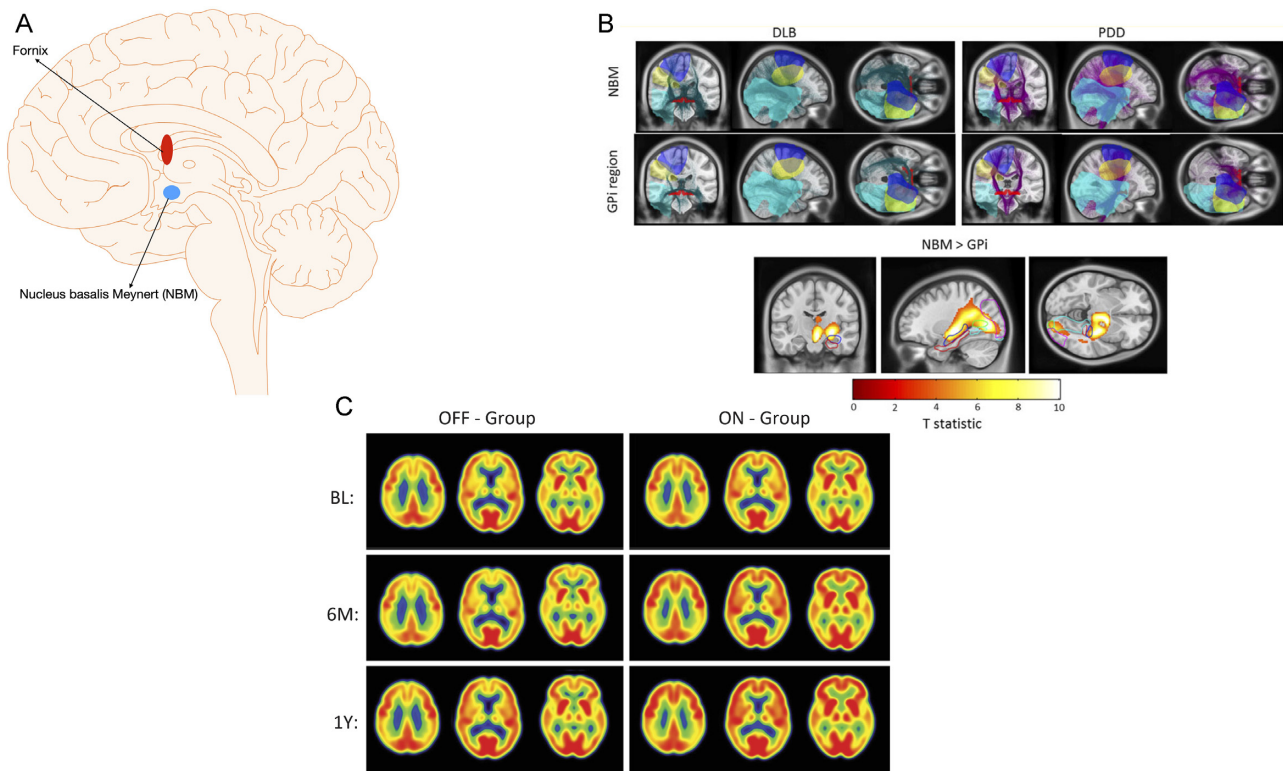 A
Fornix
Nucleus basalis Meynert (NBM)
B
DLB
PDD
NBM
GPi region
NBM > GPi
0 2 4 6 8 10
T statistic
C
OFF - Group
ON - Group
BL:
6M:
1Y: